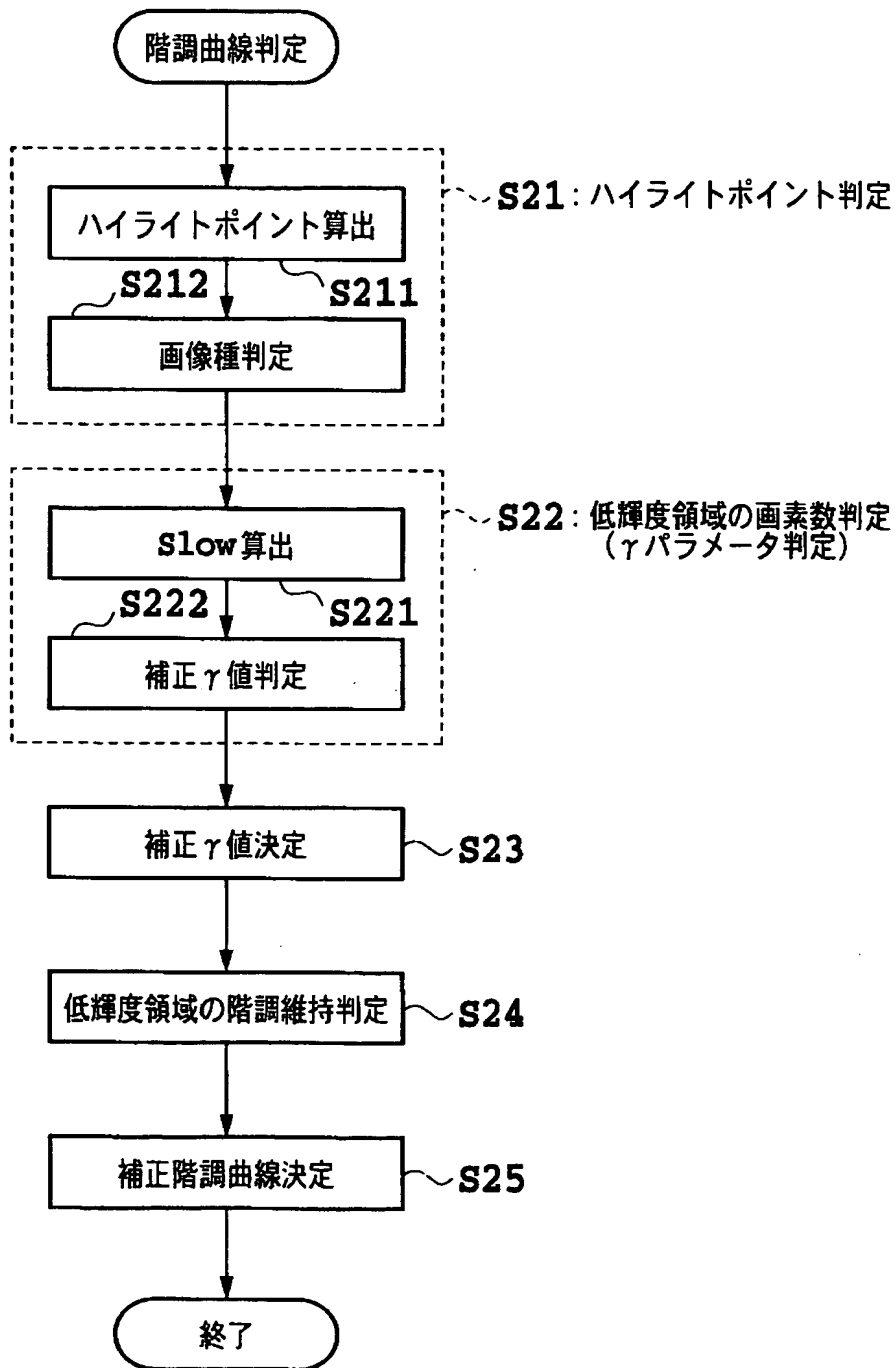 階調曲線判定
S21:ハイライトポイント判定
ハイライトポイント算出
S212
S211
画像種判定
S22:低輝度領域の画素数判定
(γパラメータ判定)
Slow算出
S222
S221
補正γ値判定
補正γ値決定
S23
低輝度領域の階調維持判定
S24
補正階調曲線決定
S25
終了